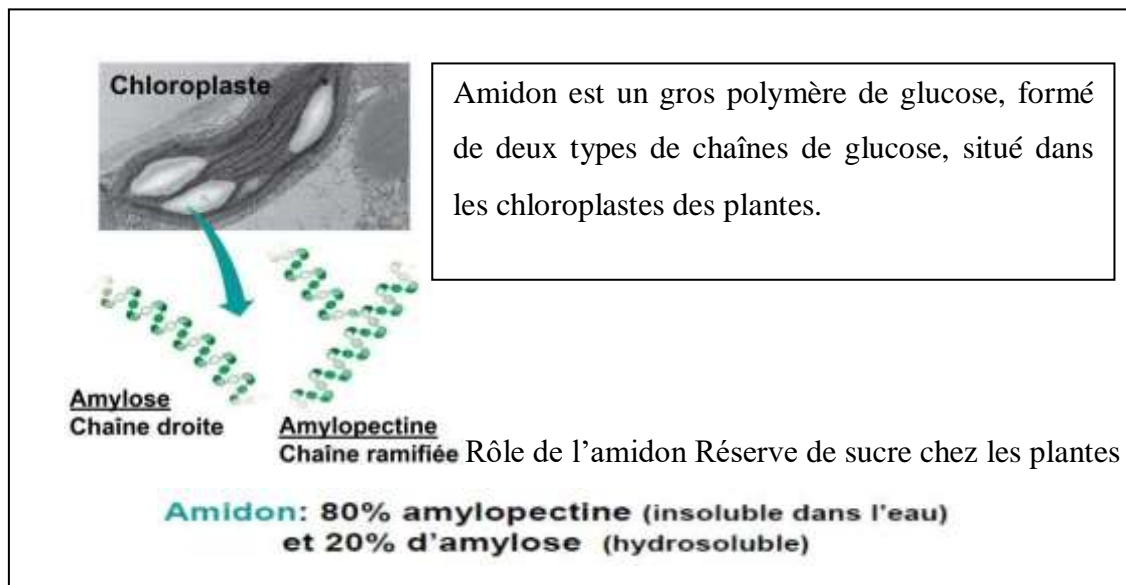 Chloroplaste
Amidon est un gros polymère de glucose, formé
de deux types de chaînes de glucose, situé dans
les chloroplastes des plantes.
Amylose
Chaîne droite
Amylopectine
Chaîne ramifiée Rôle de l’amidon Réserve de sucre chez les plantes
Amidon: 80% amylopectine (insoluble dans l'eau)
et 20% d'amylose (hydrosoluble)